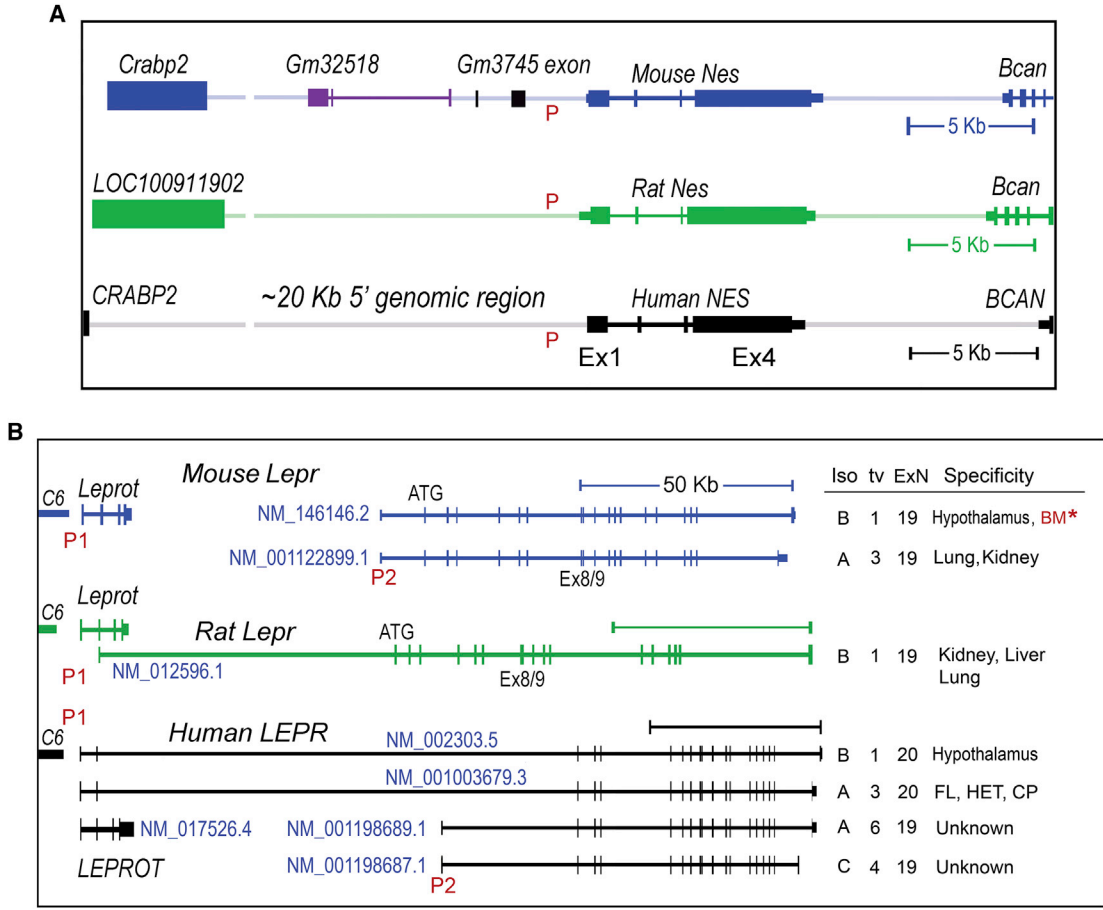 A
Crabp2 Gm32518 Gm3745 exon Mouse Nes Bcan
P
5 Kb
LOC100911902 Rat Nes Bcan
P
5 Kb
CRABP2 ~20 Kb 5' genomic region Human NES BCAN
P
Ex1 Ex4 5 Kb
B
Mouse Lepr Iso tv ExN Specificity
C6 Leprot ATG 50 Kb
P1 NM_146146.2 B 1 19 Hypothalamus, BM*
NM_001122899.1 A 3 19 Lung,Kidney
P2 Ex8/9
Leprot
C6 Rat Lepr ATG
B 1 19 Kidney, Liver
P1 NM_012596.1 Ex8/9 Lung
P1
C6 Human LEPR NM_002303.5 B 1 20 Hypothalamus
NM_001003679.3 A 3 20 FL, HET, CP
NM_017526.4 NM_001198689.1 A 6 19 Unknown
LEPROT NM_001198687.1 C 4 19 Unknown
P2